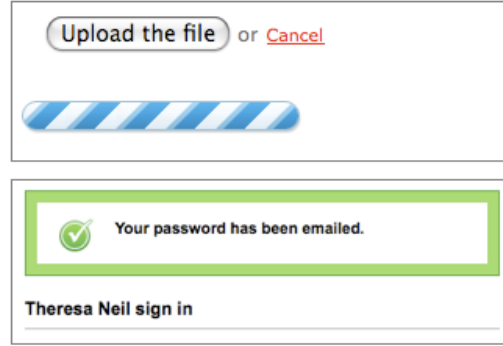 Upload the file or Cancel
Your password has been emailed.
Theresa Neil sign in